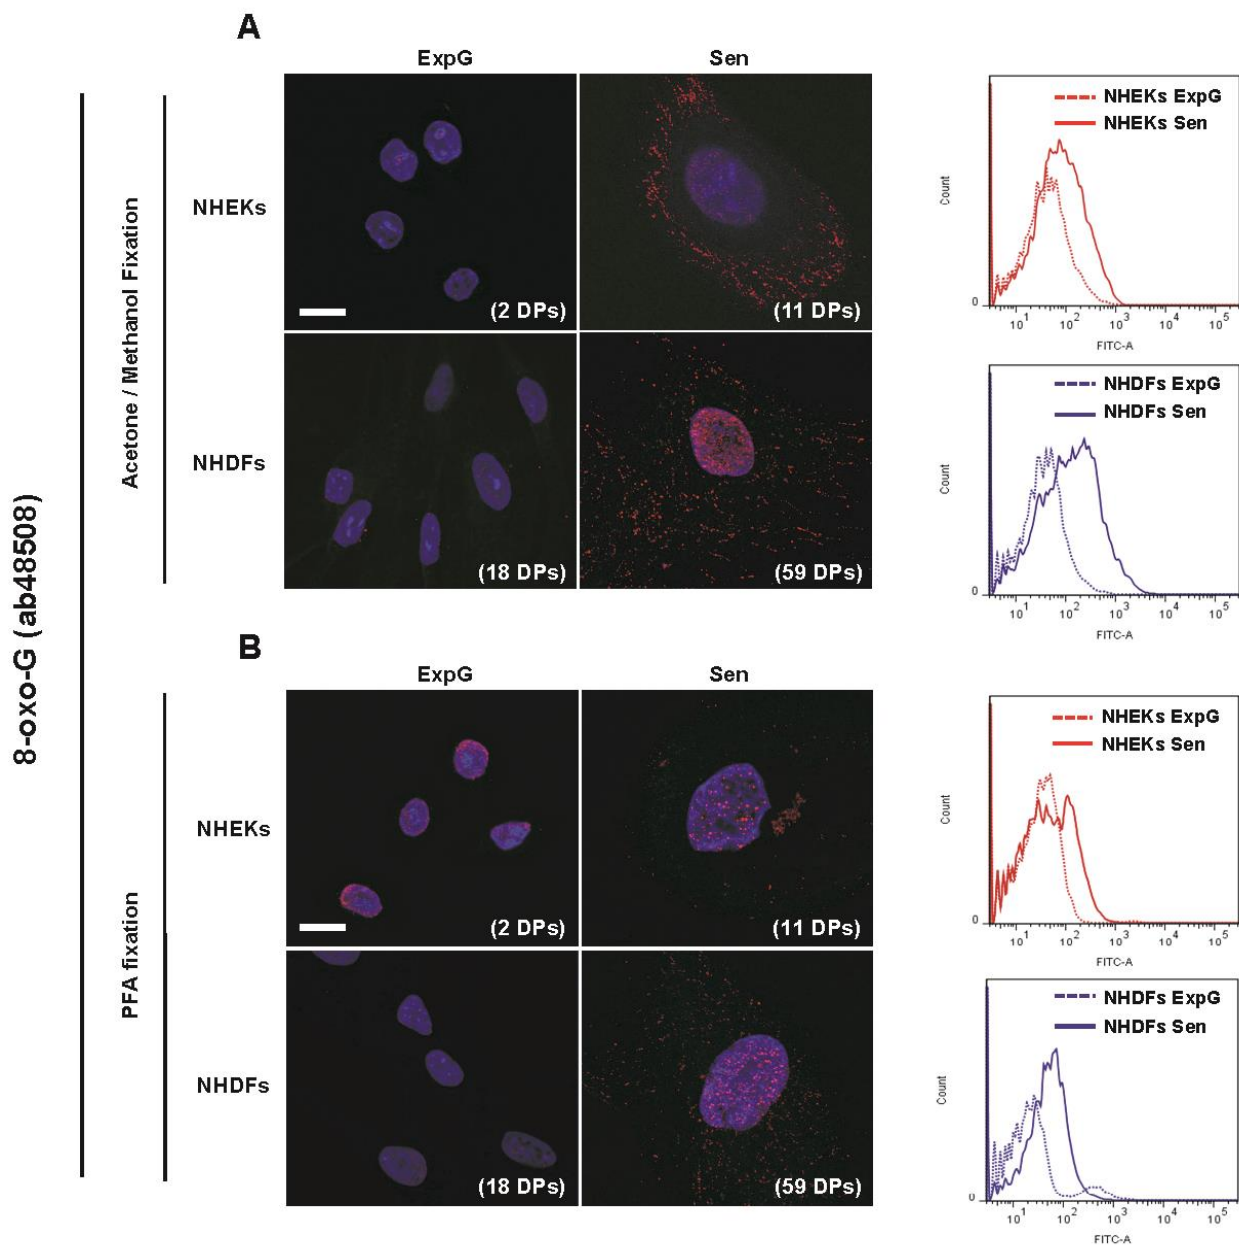 A
ExpG
Sen
8-oxo-G (ab48508)
Acetone / Methanol Fixation
NHEKs
(2 DPs)
(11 DPs)
NHDFs
(18 DPs)
(59 DPs)
NHEKs ExpG
NHEKs Sen
Count
0
10¹ 10² 10³ 10⁴ 10⁵
FITC-A
NHDFs ExpG
NHDFs Sen
Count
0
10¹ 10² 10³ 10⁴ 10⁵
FITC-A
B
ExpG
Sen
PFA fixation
NHEKs
(2 DPs)
(11 DPs)
NHDFs
(18 DPs)
(59 DPs)
NHEKs ExpG
NHEKs Sen
Count
0
10¹ 10² 10³ 10⁴ 10⁵
FITC-A
NHDFs ExpG
NHDFs Sen
Count
0
10¹ 10² 10³ 10⁴ 10⁵
FITC-A